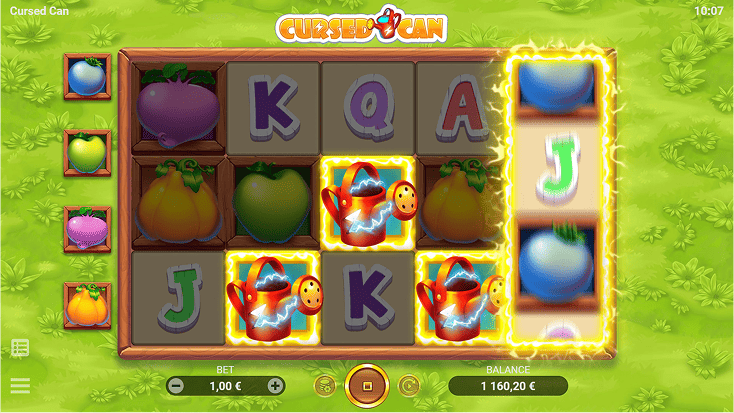 Cursed Can
10:07
CURSED CAN
K Q A
J
J K
BET
BALANCE
1,00 €
1 160,20 €